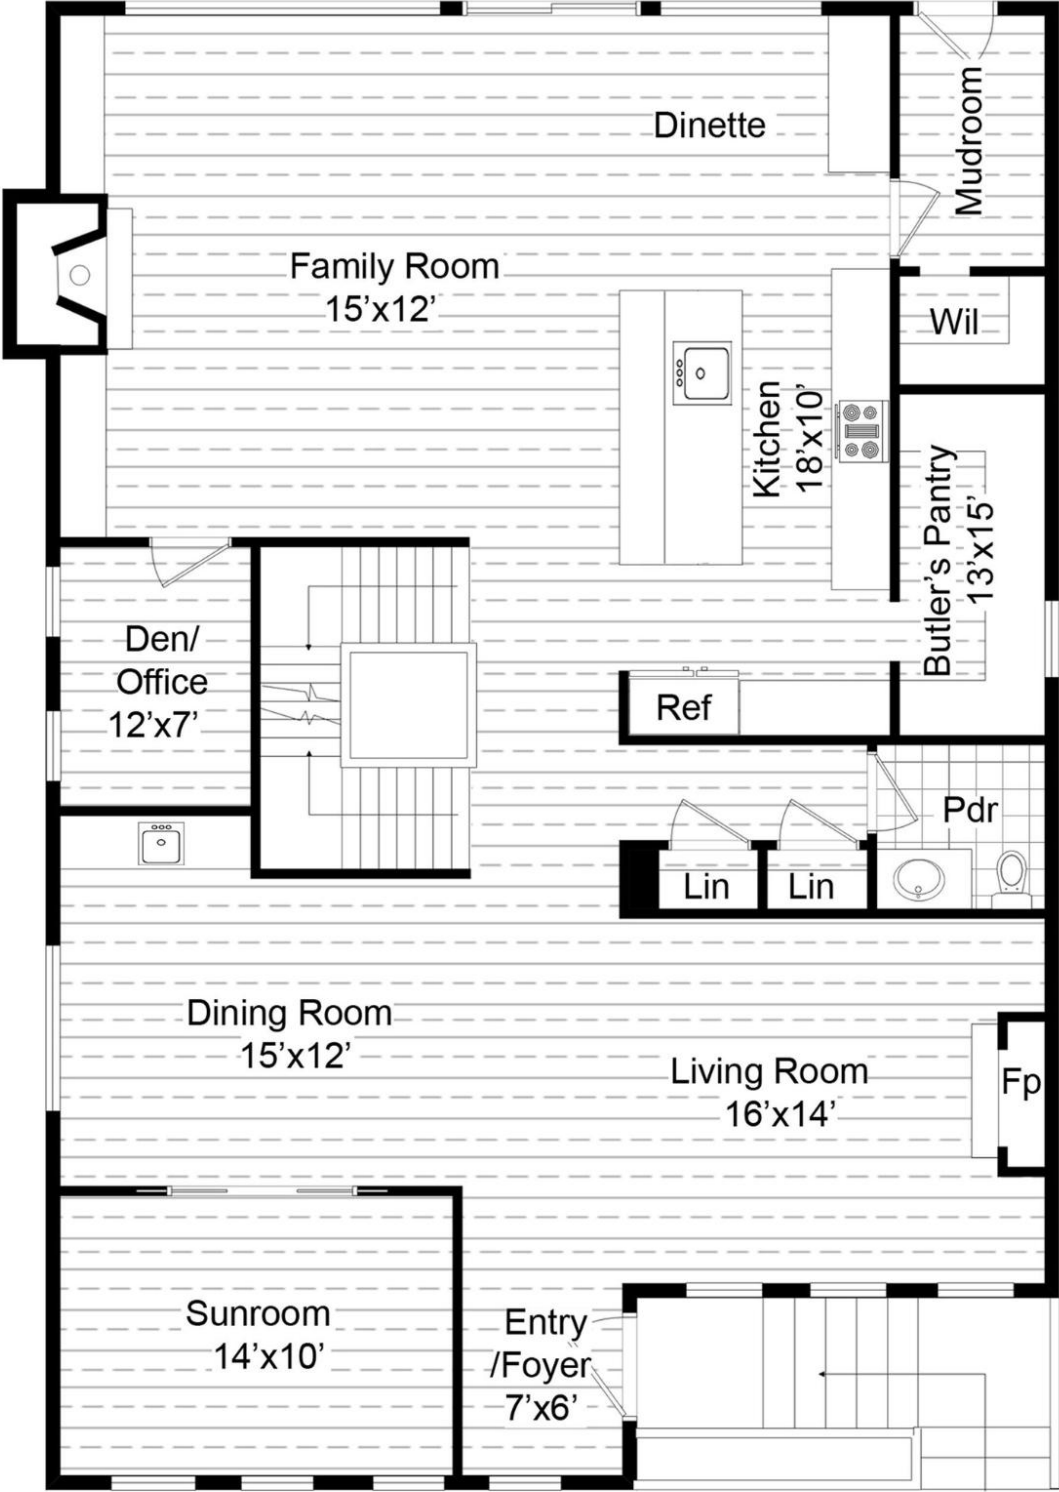 Dinette
Mudroom
Family Room
15'x12'
Wil
Kitchen
18'x10'
Butler's Pantry
13'x15'
Den/
Office
12'x7'
Ref
Pdr
Lin
Lin
Dining Room
15'x12'
Living Room
16'x14'
Fp
Sunroom
14'x10'
Entry
/Foyer
7'x6'